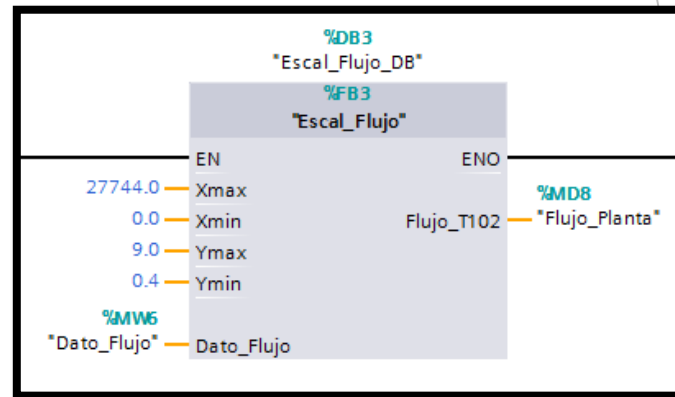 %DB3
"Escal_Flujo_DB"
%FB3
"Escal_Flujo"
EN ENO
27744.0 Xmax
%MD8
0.0 Xmin Flujo_T102 "Flujo_Planta"
9.0 Ymax
0.4 Ymin
%MW6
"Dato_Flujo" Dato_Flujo